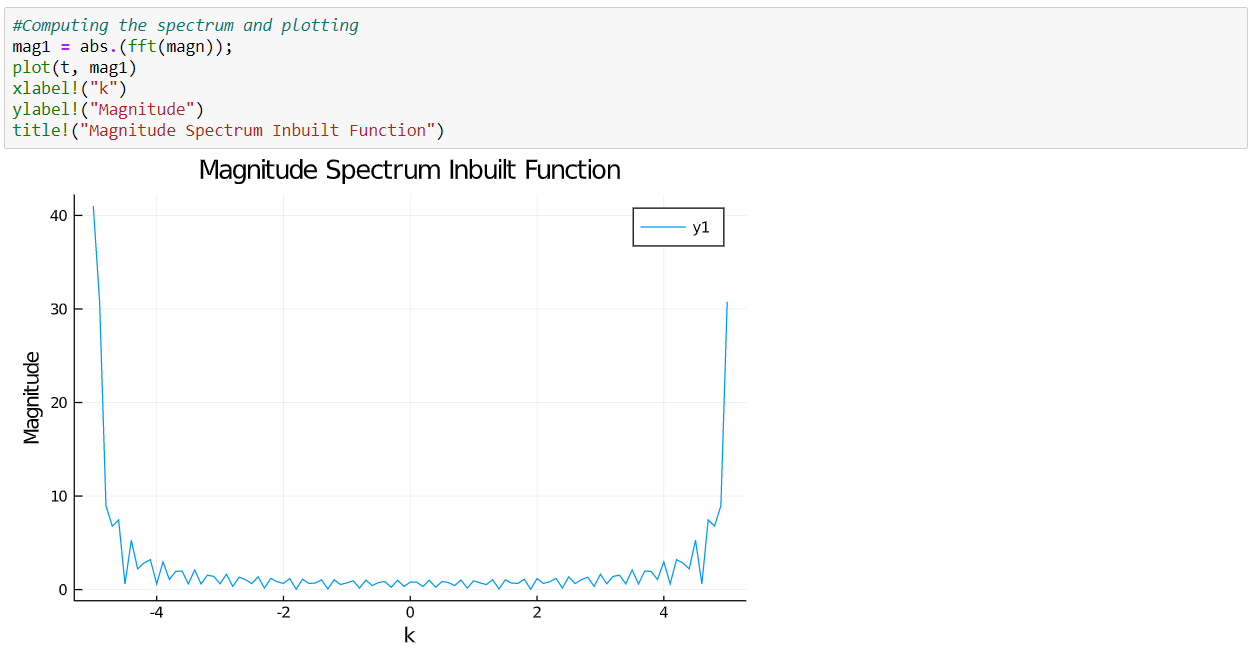 #Computing the spectrum and plotting
mag1 = abs.(fft(magn));
plot(t, mag1)
xlabel!("k")
ylabel!("Magnitude")
title!("Magnitude Spectrum Inbuilt Function")
Magnitude Spectrum Inbuilt Function
y1
40
30
20
10
0
Magnitude
-4 -2 0 2 4
k